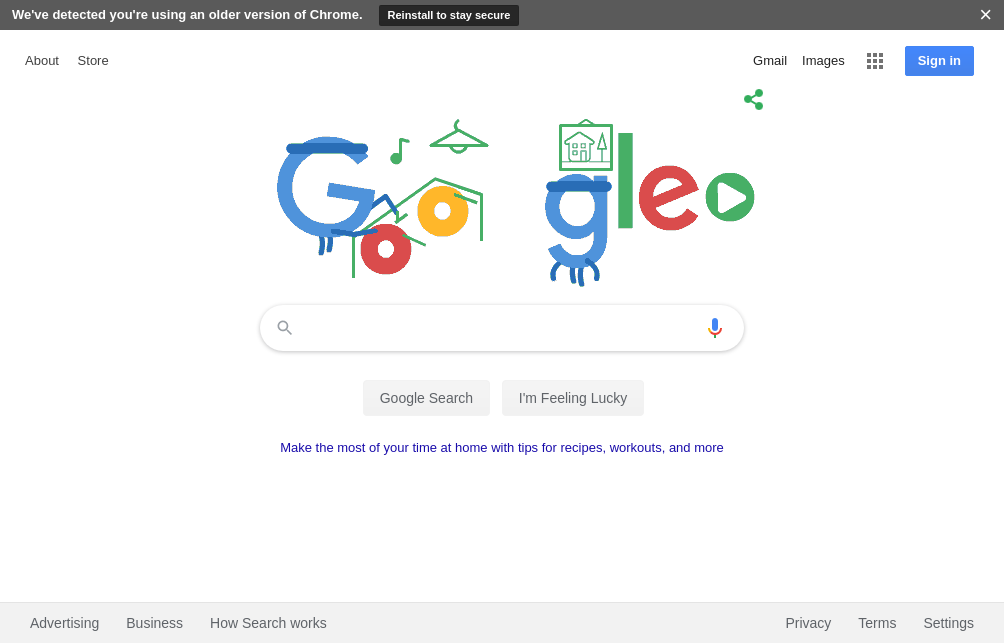 We've detected you're using an older version of Chrome. Reinstall to stay secure
About Store Gmail Images Sign in
Google
Google Search I'm Feeling Lucky
Make the most of your time at home with tips for recipes, workouts, and more
Advertising Business How Search works Privacy Terms Settings